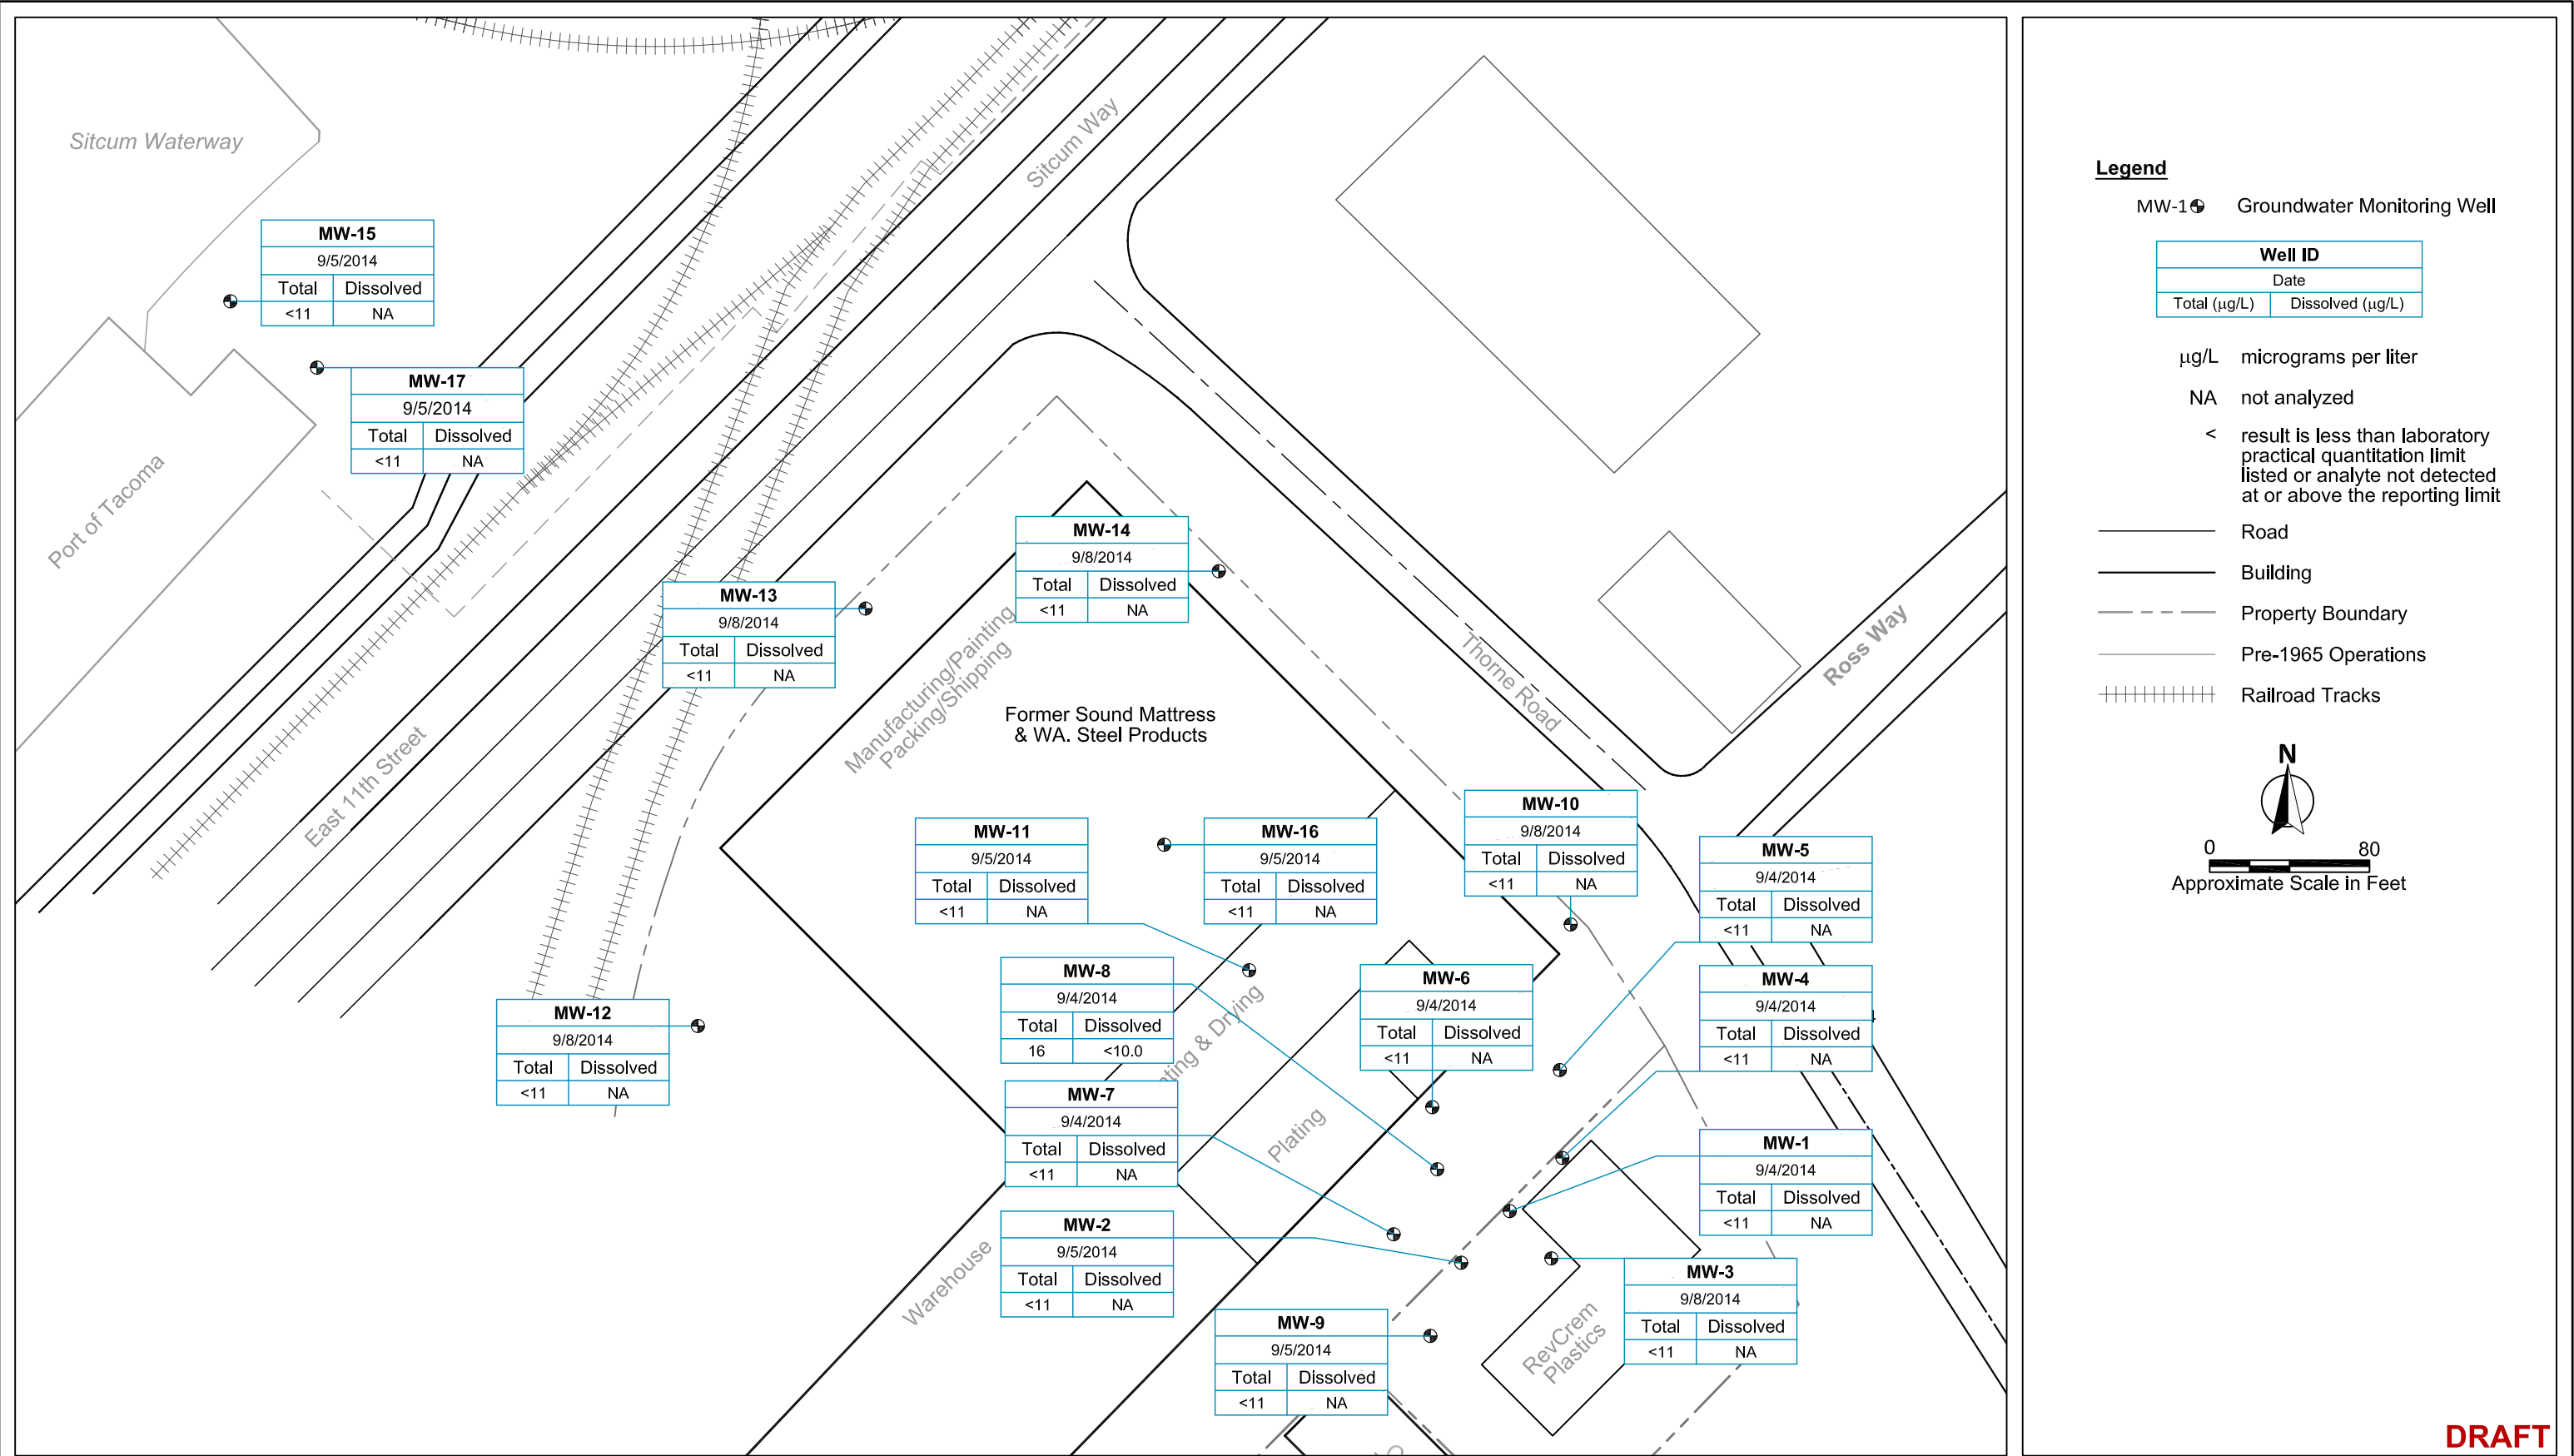 Sitcum Waterway
Sitcum Way
MW-15
9/5/2014
Total Dissolved
<11 NA
MW-17
9/5/2014
Total Dissolved
<11 NA
Port of Tacoma
East 11th Street
MW-14
9/8/2014
Total Dissolved
<11 NA
MW-13
9/8/2014
Total Dissolved
<11 NA
Manufacturing/Painting
Packing/Shipping
Former Sound Mattress
& WA. Steel Products
Thorne Road
Ross Way
MW-10
9/8/2014
Total Dissolved
<11 NA
MW-11
9/5/2014
Total Dissolved
<11 NA
MW-16
9/5/2014
Total Dissolved
<11 NA
MW-5
9/4/2014
Total Dissolved
<11 NA
MW-8
9/4/2014
Total Dissolved
16 <10.0
MW-6
9/4/2014
Total Dissolved
<11 NA
MW-4
9/4/2014
Total Dissolved
<11 NA
MW-12
9/8/2014
Total Dissolved
<11 NA
& Drying
MW-7
9/4/2014
Total Dissolved
<11 NA
Plating
MW-1
9/4/2014
Total Dissolved
<11 NA
MW-2
9/5/2014
Total Dissolved
<11 NA
Warehouse
MW-3
9/8/2014
Total Dissolved
<11 NA
MW-9
9/5/2014
Total Dissolved
<11 NA
RevCrem
Plastics
Legend
MW-1 Groundwater Monitoring Well
Well ID
Date
Total (µg/L) Dissolved (µg/L)
µg/L micrograms per liter
NA not analyzed
< result is less than laboratory
practical quantitation limit
listed or analyte not detected
at or above the reporting limit
Road
Building
Property Boundary
Pre-1965 Operations
Railroad Tracks
N
0 80
Approximate Scale in Feet
DRAFT